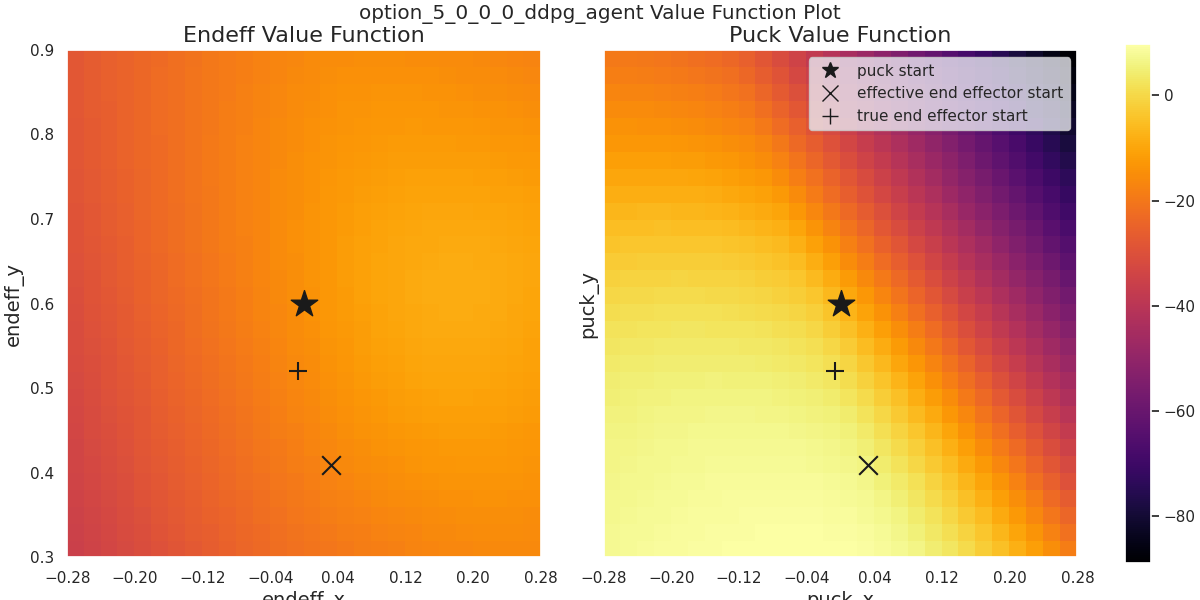 option_5_0_0_0_ddpg_agent Value Function Plot
Endeff Value Function
Puck Value Function
0.9
0.8
0.7
0.6
0.5
0.4
0.3
endeff_y
−0.28 −0.20 −0.12 −0.04 0.04 0.12 0.20 0.28
endeff_x
puck_y
puck start
effective end effector start
true end effector start
−0.28 −0.20 −0.12 −0.04 0.04 0.12 0.20 0.28
puck_x
0
−20
−40
−60
−80